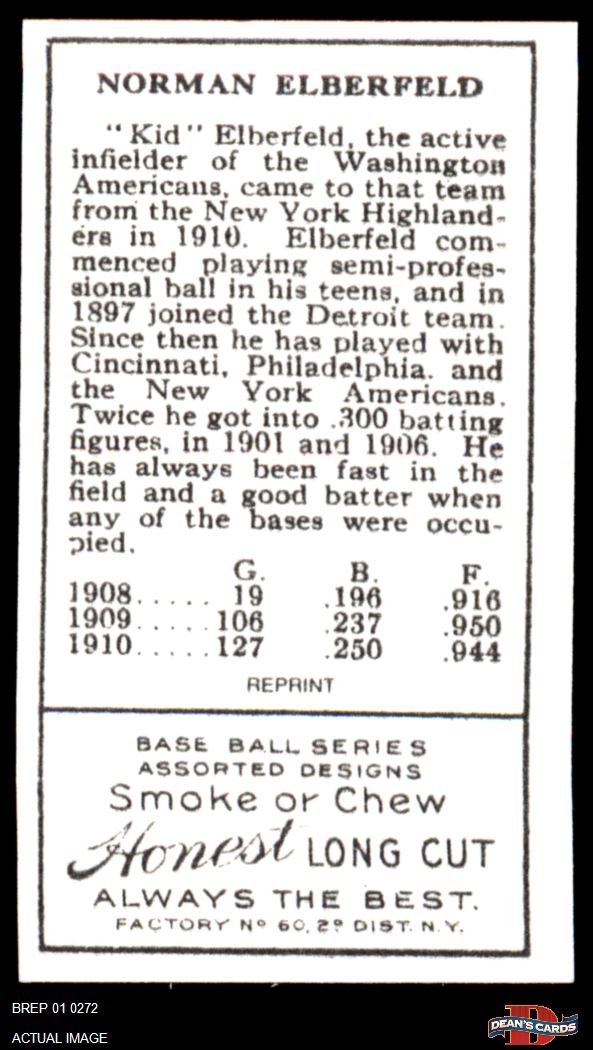 NORMAN ELBERFELD
"Kid" Elberfeld, the active
infielder of the Washington
Americans, came to that team
from the New York Highland-
ers in 1910. Elberfeld com-
menced playing semi-profes-
sional ball in his teens, and in
1897 joined the Detroit team.
Since then he has played with
Cincinnati, Philadelphia. and
the New York Americans.
Twice he got into .300 batting
figures, in 1901 and 1906. He
has always been fast in the
field and a good batter when
any of the bases were occu-
pied.
G. B. F.
1908..... 19 .196 .916
1909..... 106 .237 .950
1910..... 127 .250 .944
REPRINT
BASE BALL SERIES
ASSORTED DESIGNS
Smoke or Chew
Honest LONG CUT
ALWAYS THE BEST.
FACTORY No 60, 2D DIST. N.Y.
BREP 01 0272
ACTUAL IMAGE
D
DEAN'S CARDS